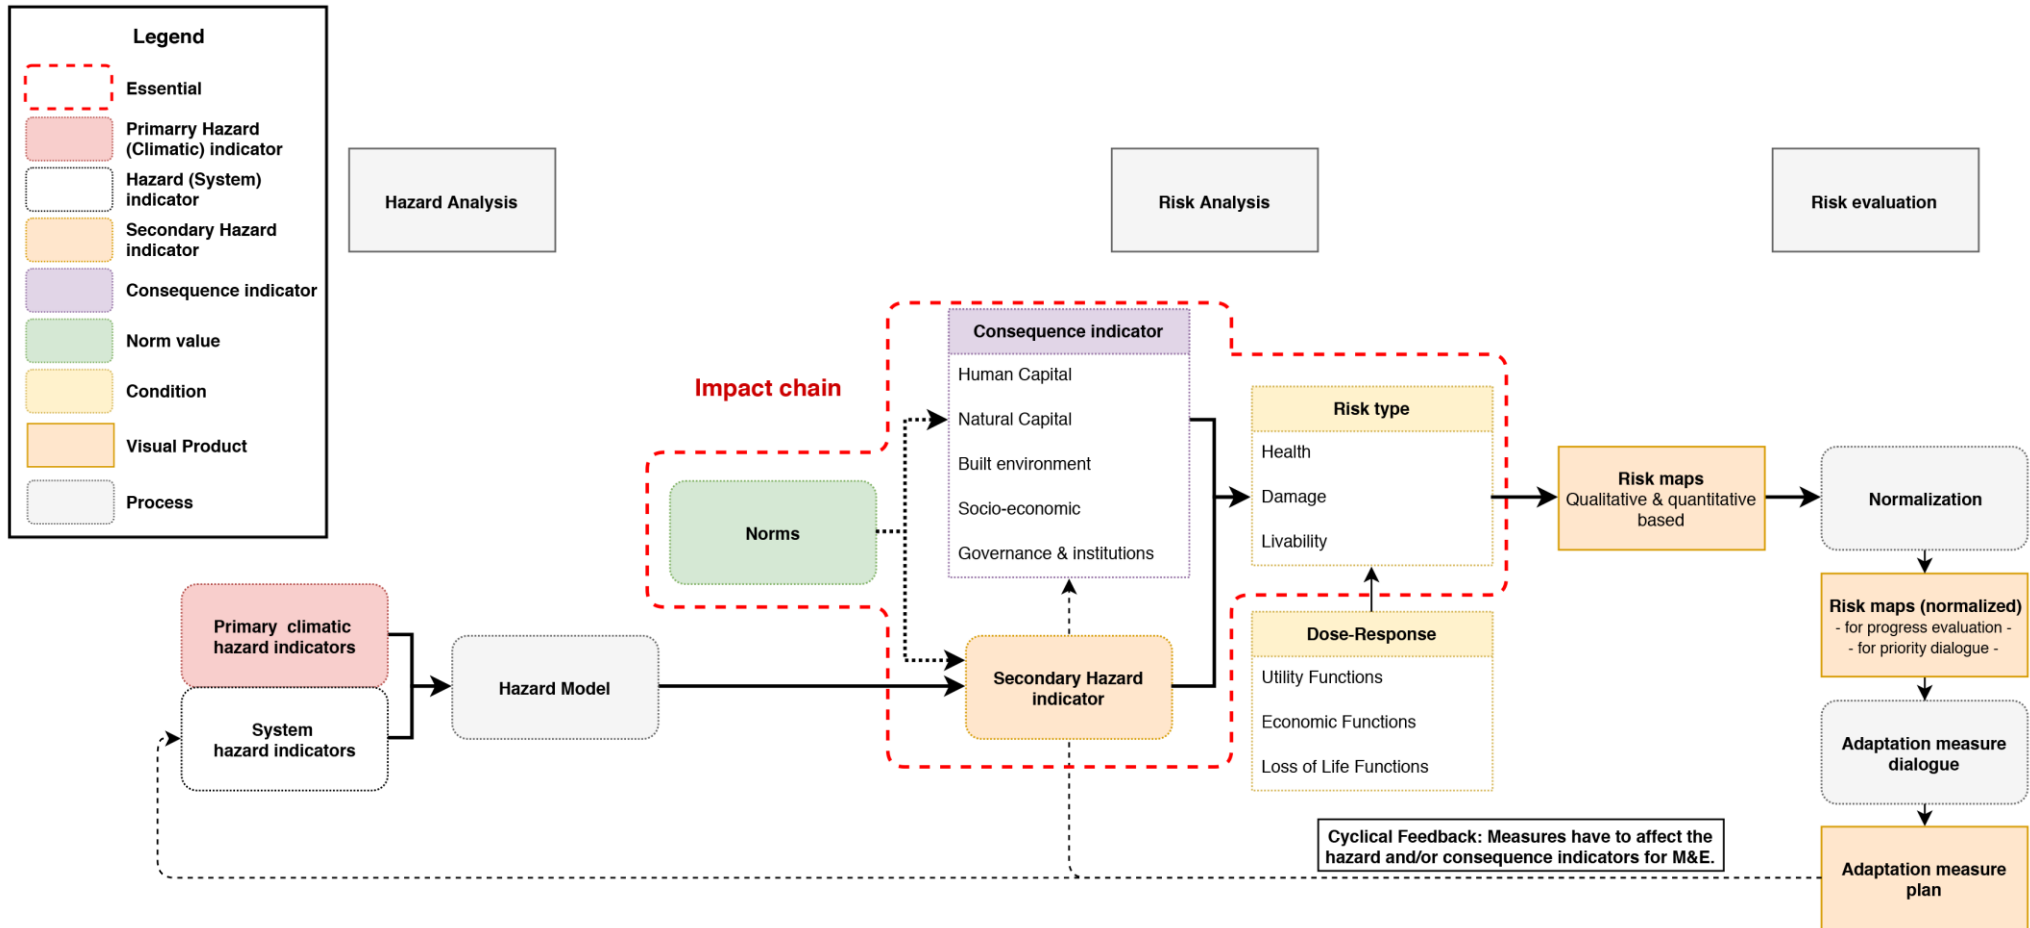 Legend
Essential
Primarry Hazard
(Climatic) indicator
Hazard (System)
indicator
Secondary Hazard
indicator
Consequence indicator
Norm value
Condition
Visual Product
Process
Hazard Analysis
Risk Analysis
Risk evaluation
Impact chain
Consequence indicator
Human Capital
Natural Capital
Built environment
Socio-economic
Governance & institutions
Norms
Risk type
Health
Damage
Livability
Risk maps
Qualitative & quantitative
based
Normalization
Primary climatic
hazard indicators
System
hazard indicators
Hazard Model
Secondary Hazard
indicator
Dose-Response
Utility Functions
Economic Functions
Loss of Life Functions
Risk maps (normalized)
- for progress evaluation -
- for priority dialogue -
Adaptation measure
dialogue
Cyclical Feedback: Measures have to affect the
hazard and/or consequence indicators for M&E.
Adaptation measure
plan